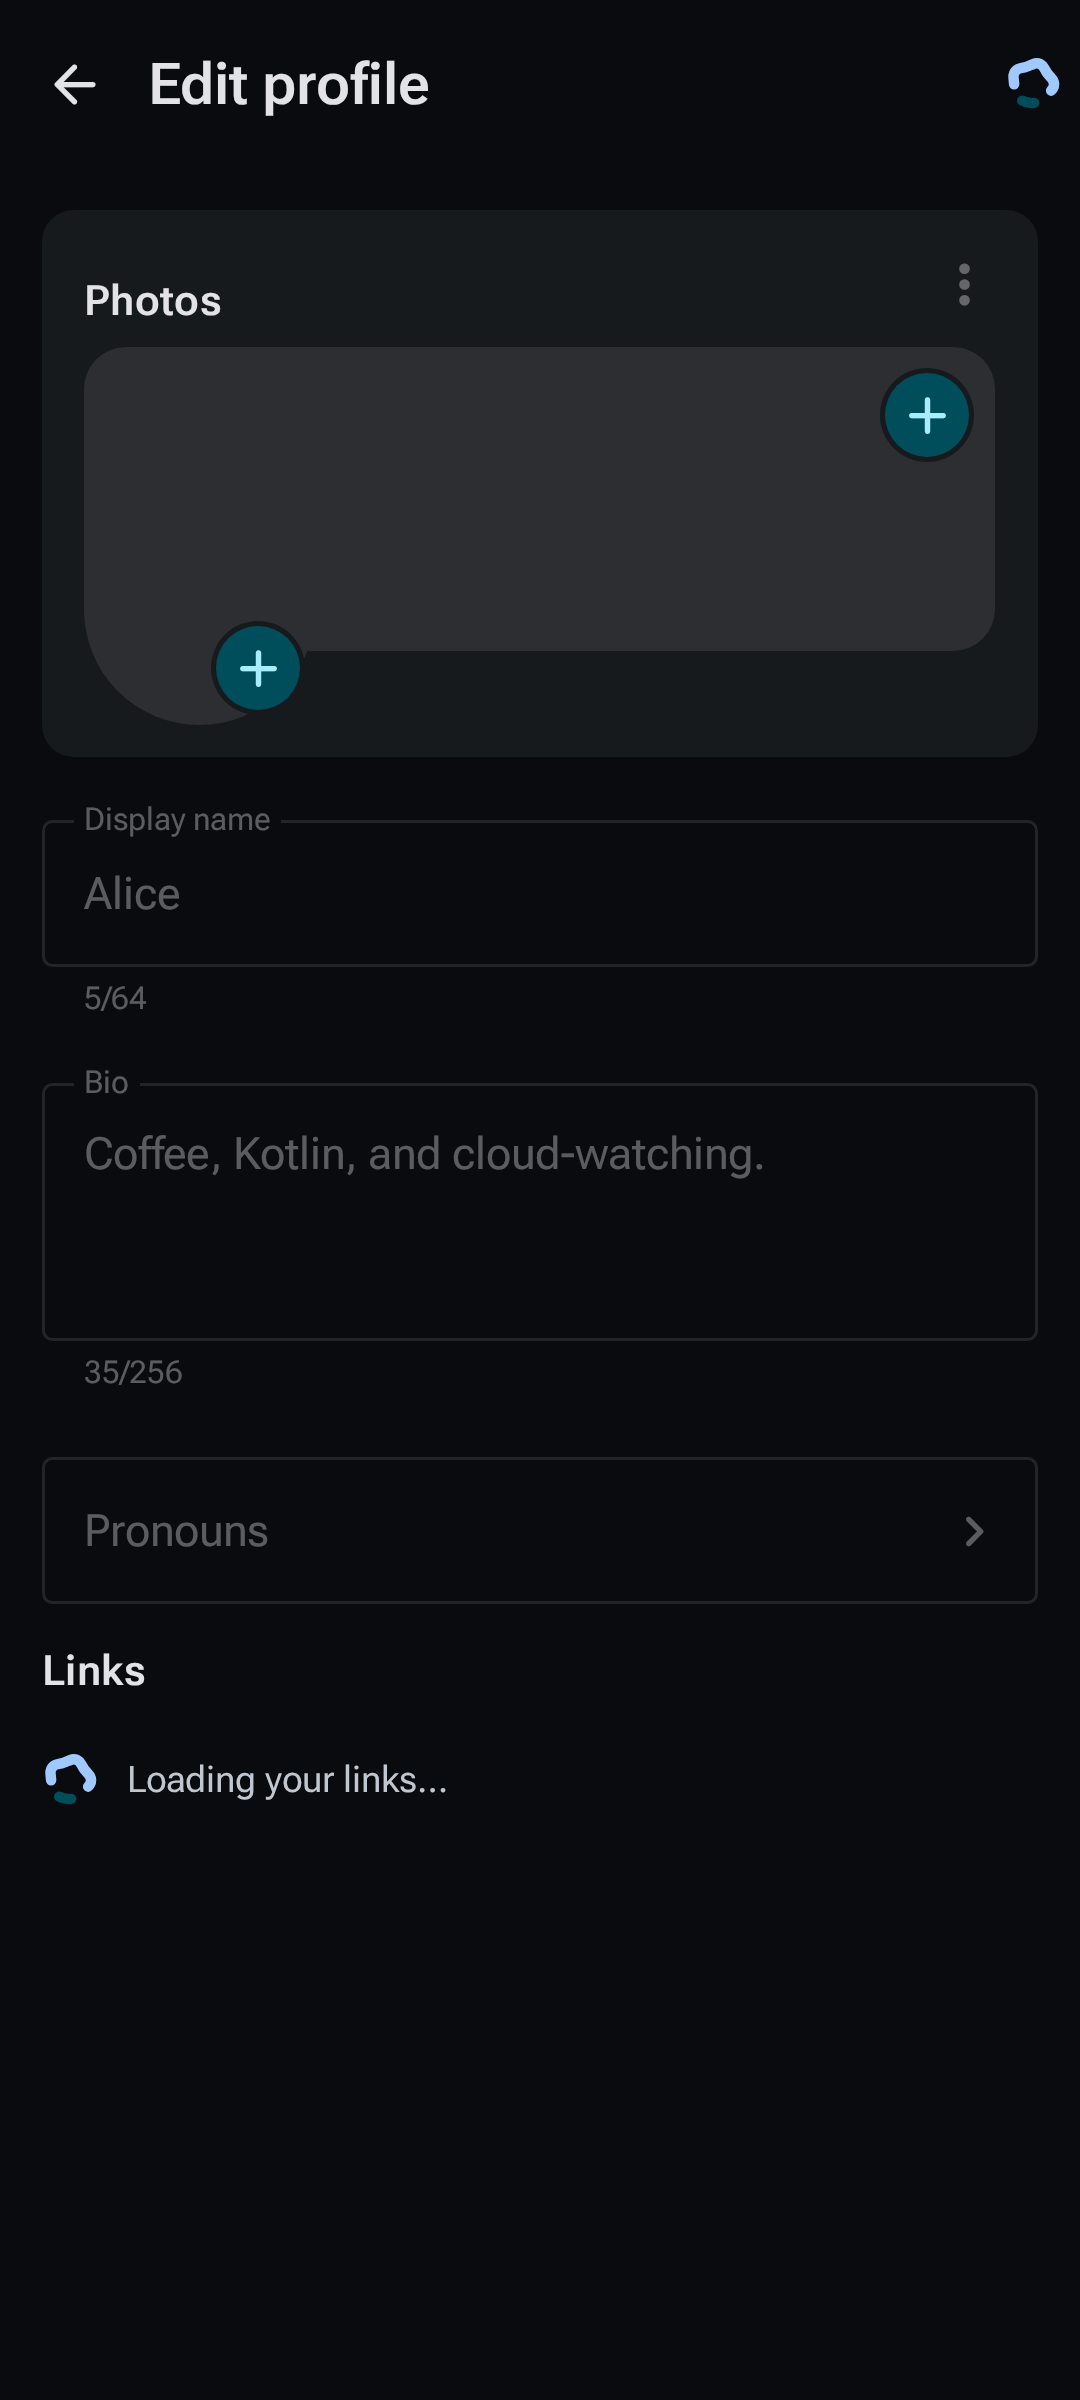 Edit profile
Photos
Display name
Alice
5/64
Bio
Coffee, Kotlin, and cloud-watching.
35/256
Pronouns
Links
Loading your links...